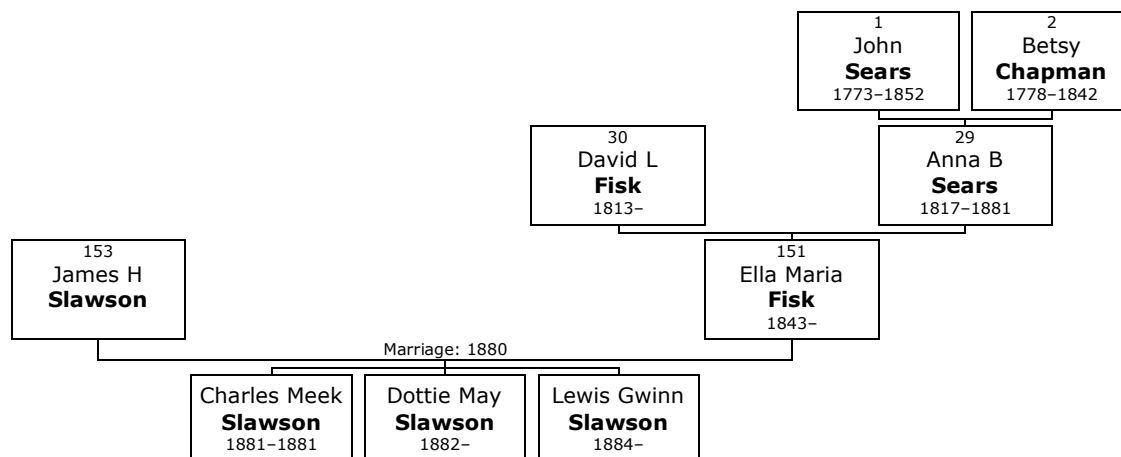 1
John
Sears
1773–1852
2
Betsy
Chapman
1778–1842
30
David L
Fisk
1813–
29
Anna B
Sears
1817–1881
153
James H
Slawson
151
Ella Maria
Fisk
1843–
Marriage: 1880
Charles Meek
Slawson
1881–1881
Dottie May
Slawson
1882–
Lewis Gwinn
Slawson
1884–